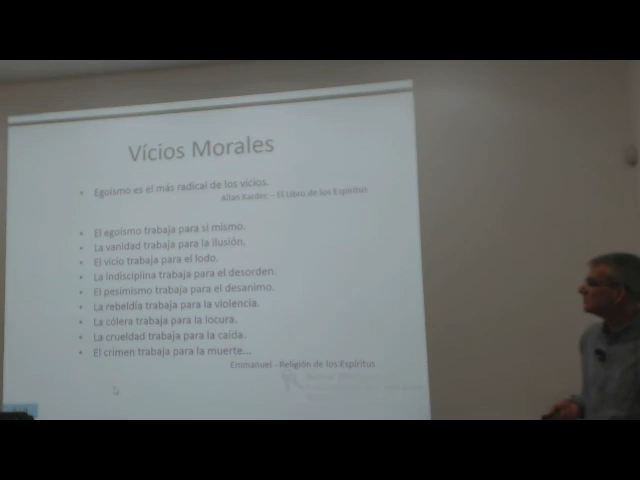 Vícios Morales
• Egoísmo es el más radical de los vicios.
Allan Kardec – El Libro de los Espíritus
• El egoísmo trabaja para si mismo.
• La vanidad trabaja para la ilusión.
• El vicio trabaja para el lodo.
• La indisciplina trabaja para el desorden.
• El pesimismo trabaja para el desanimo.
• La rebeldía trabaja para la violencia.
• La cólera trabaja para la locura.
• La crueldad trabaja para la caída.
• El crimen trabaja para la muerte...
Emmanuel - Religión de los Espíritus